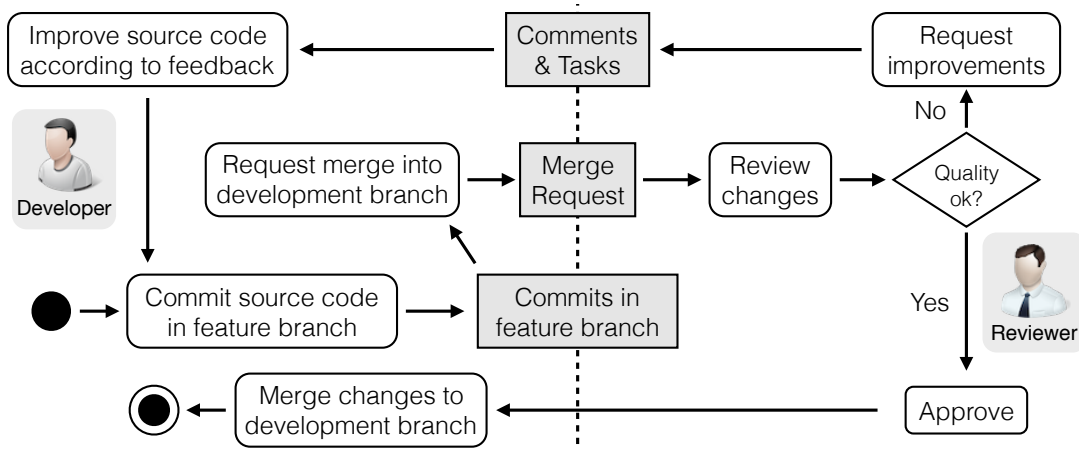 Improve source code
according to feedback
Comments
& Tasks
Request
improvements
No
Developer
Request merge into
development branch
Merge
Request
Review
changes
Quality
ok?
Commit source code
in feature branch
Commits in
feature branch
Yes
Reviewer
Merge changes to
development branch
Approve